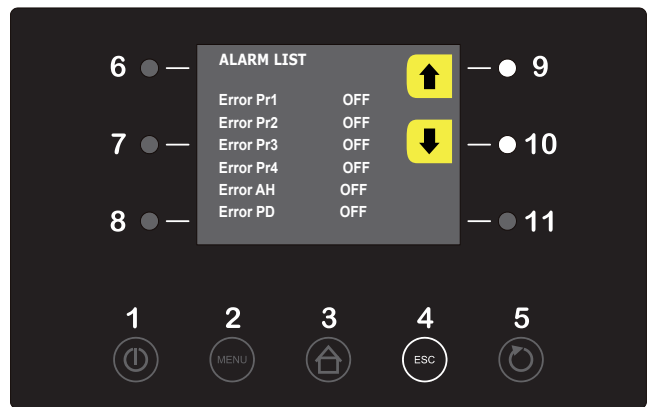 ALARM LIST
6
9
Error Pr1 OFF
Error Pr2 OFF
7
Error Pr3 OFF
10
Error Pr4 OFF
Error AH OFF
8
Error PD OFF
11
1 2 3 4 5
MENU ESC